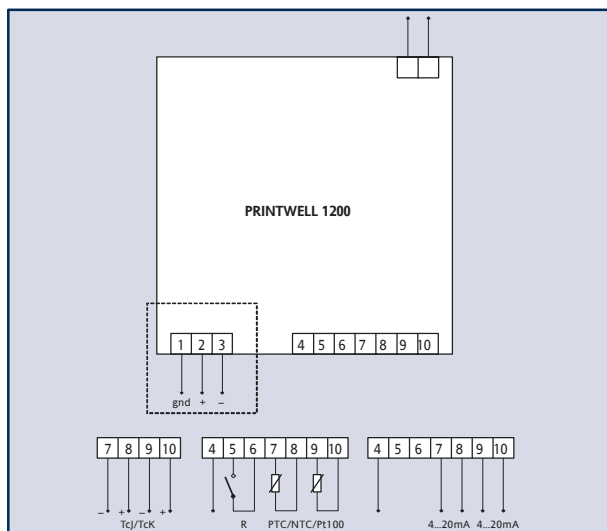 PRINTWELL 1200
1 2 3 4 5 6 7 8 9 10
gnd + −
7 8 9 10 4 5 6 7 8 9 10 4 5 6 7 8 9 10
− + − +
TcJ/TcK R PTC/NTC/Pt100 4...20mA 4...20mA